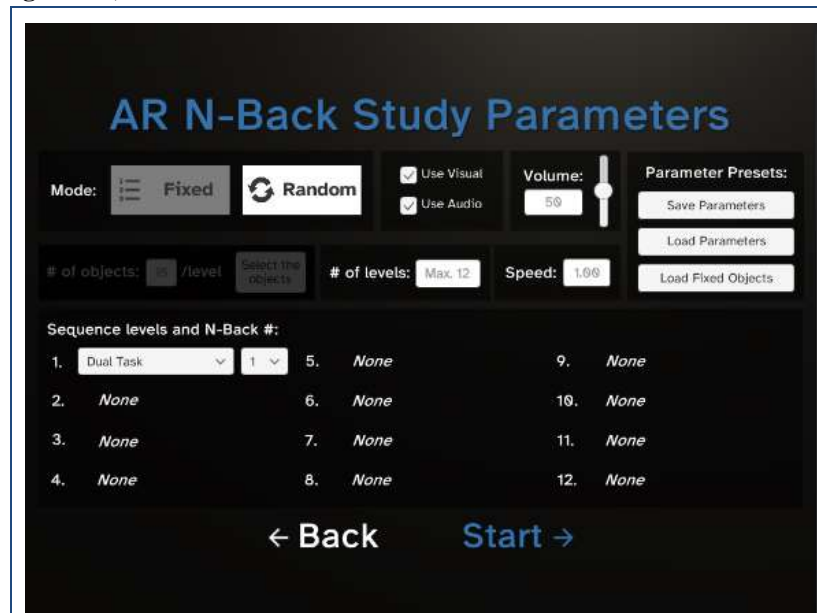 AR N-Back Study Parameters
Mode: Fixed Random
Use Visual
Use Audio
Volume:
50
Parameter Presets:
Save Parameters
Load Parameters
Load Fixed Objects
# of objects: /level Select the objects
# of levels: Max. 12
Speed: 1.00
Sequence levels and N-Back #:
1. Dual Task 1
2. None
3. None
4. None
5. None
6. None
7. None
8. None
9. None
10. None
11. None
12. None
← Back
Start →